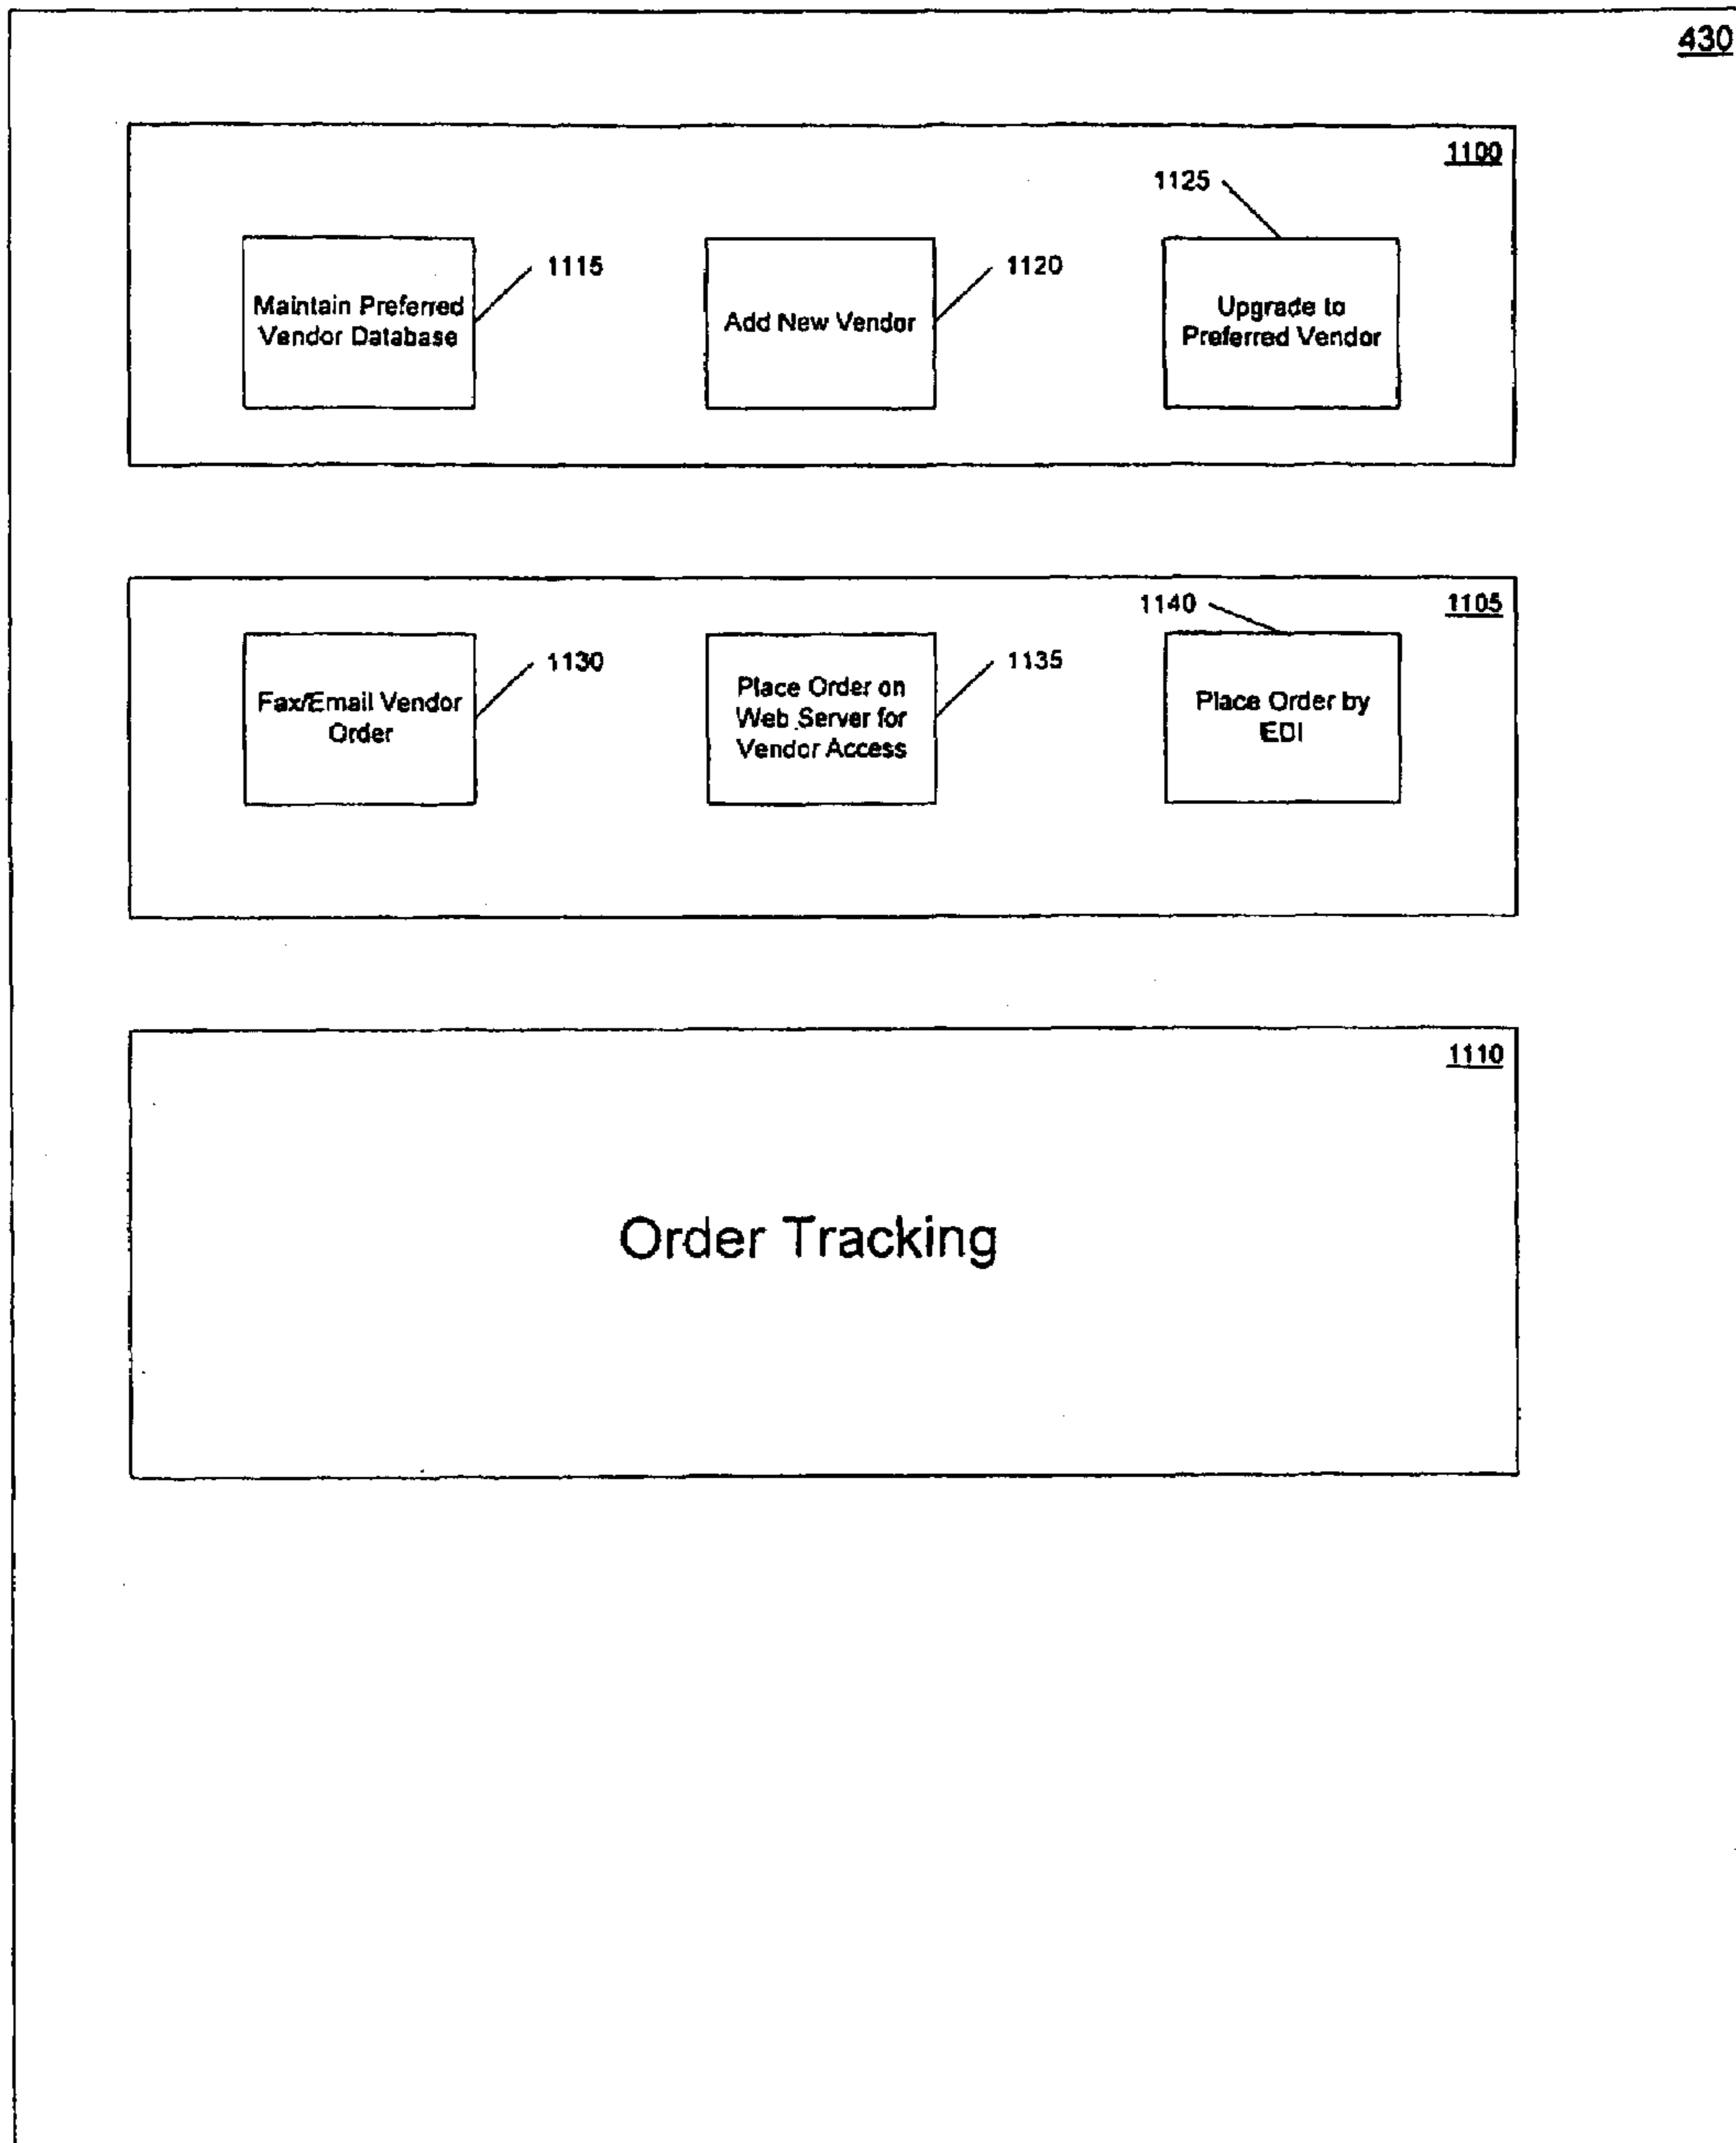 430
1100
1125
1115
1120
Maintain Preferred
Vendor Database
Add New Vendor
Upgrade to
Preferred Vendor
1105
1140
1130
1135
Fax/Email Vendor
Order
Place Order on
Web Server for
Vendor Access
Place Order by
EDI
1110
Order Tracking